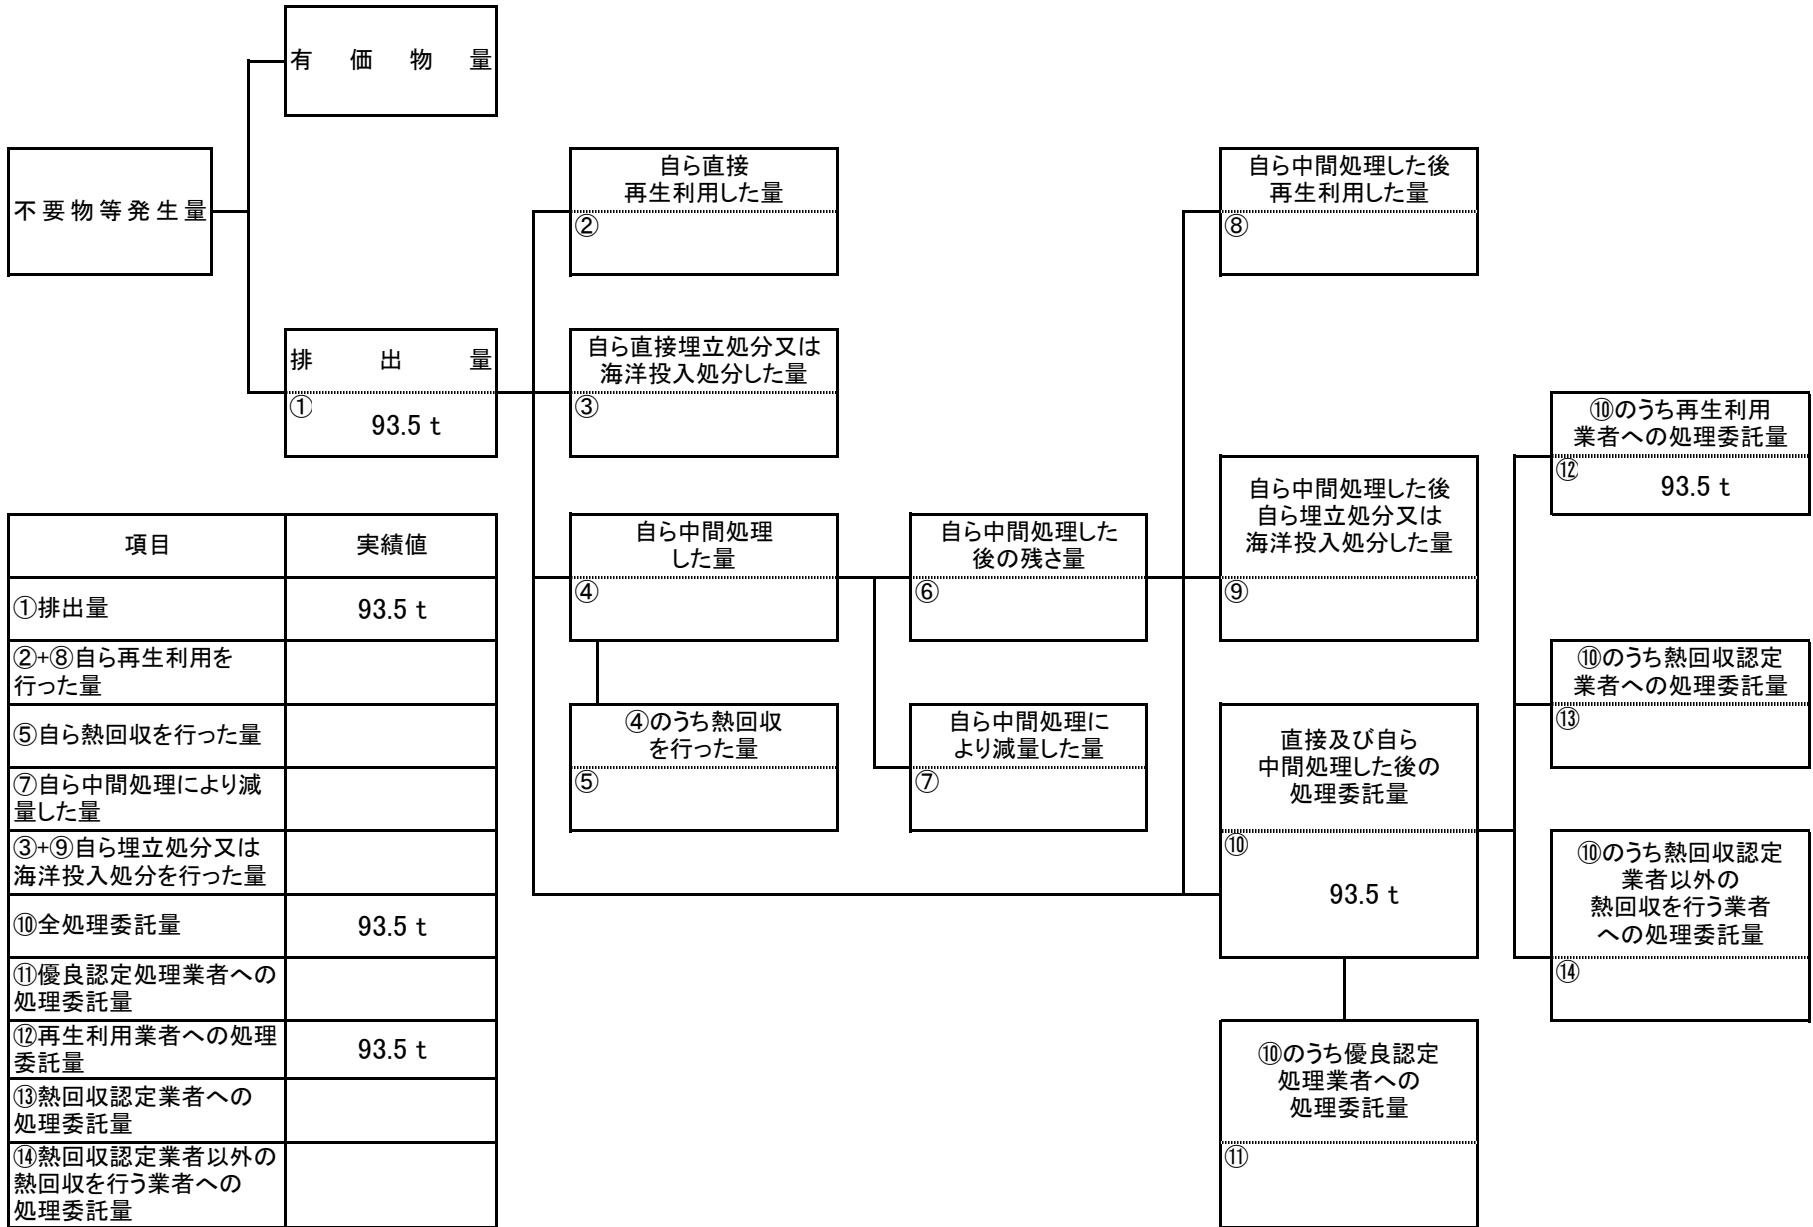 有価物量
不要物等発生量
排出量
①
93.5 t
自ら直接
再生利用した量
②
自ら直接埋立処分又は
海洋投入処分した量
③
自ら中間処理
した量
④
④のうち熱回収
を行った量
⑤
自ら中間処理した
後の残さ量
⑥
自ら中間処理に
より減量した量
⑦
自ら中間処理した後
再生利用した量
⑧
自ら中間処理した後
自ら埋立処分又は
海洋投入処分した量
⑨
直接及び自ら
中間処理した後の
処理委託量
⑩
93.5 t
⑩のうち優良認定
処理業者への
処理委託量
⑪
⑩のうち再生利用
業者への処理委託量
⑫
93.5 t
⑩のうち熱回収認定
業者への処理委託量
⑬
⑩のうち熱回収認定
業者以外の
熱回収を行う業者
への処理委託量
⑭
項目 実績値
①排出量 93.5 t
②+⑧自ら再生利用を
行った量
⑤自ら熱回収を行った量
⑦自ら中間処理により減
量した量
③+⑨自ら埋立処分又は
海洋投入処分を行った量
⑩全処理委託量 93.5 t
⑪優良認定処理業者への
処理委託量
⑫再生利用業者への処理
委託量 93.5 t
⑬熱回収認定業者への
処理委託量
⑭熱回収認定業者以外の
熱回収を行う業者への
処理委託量